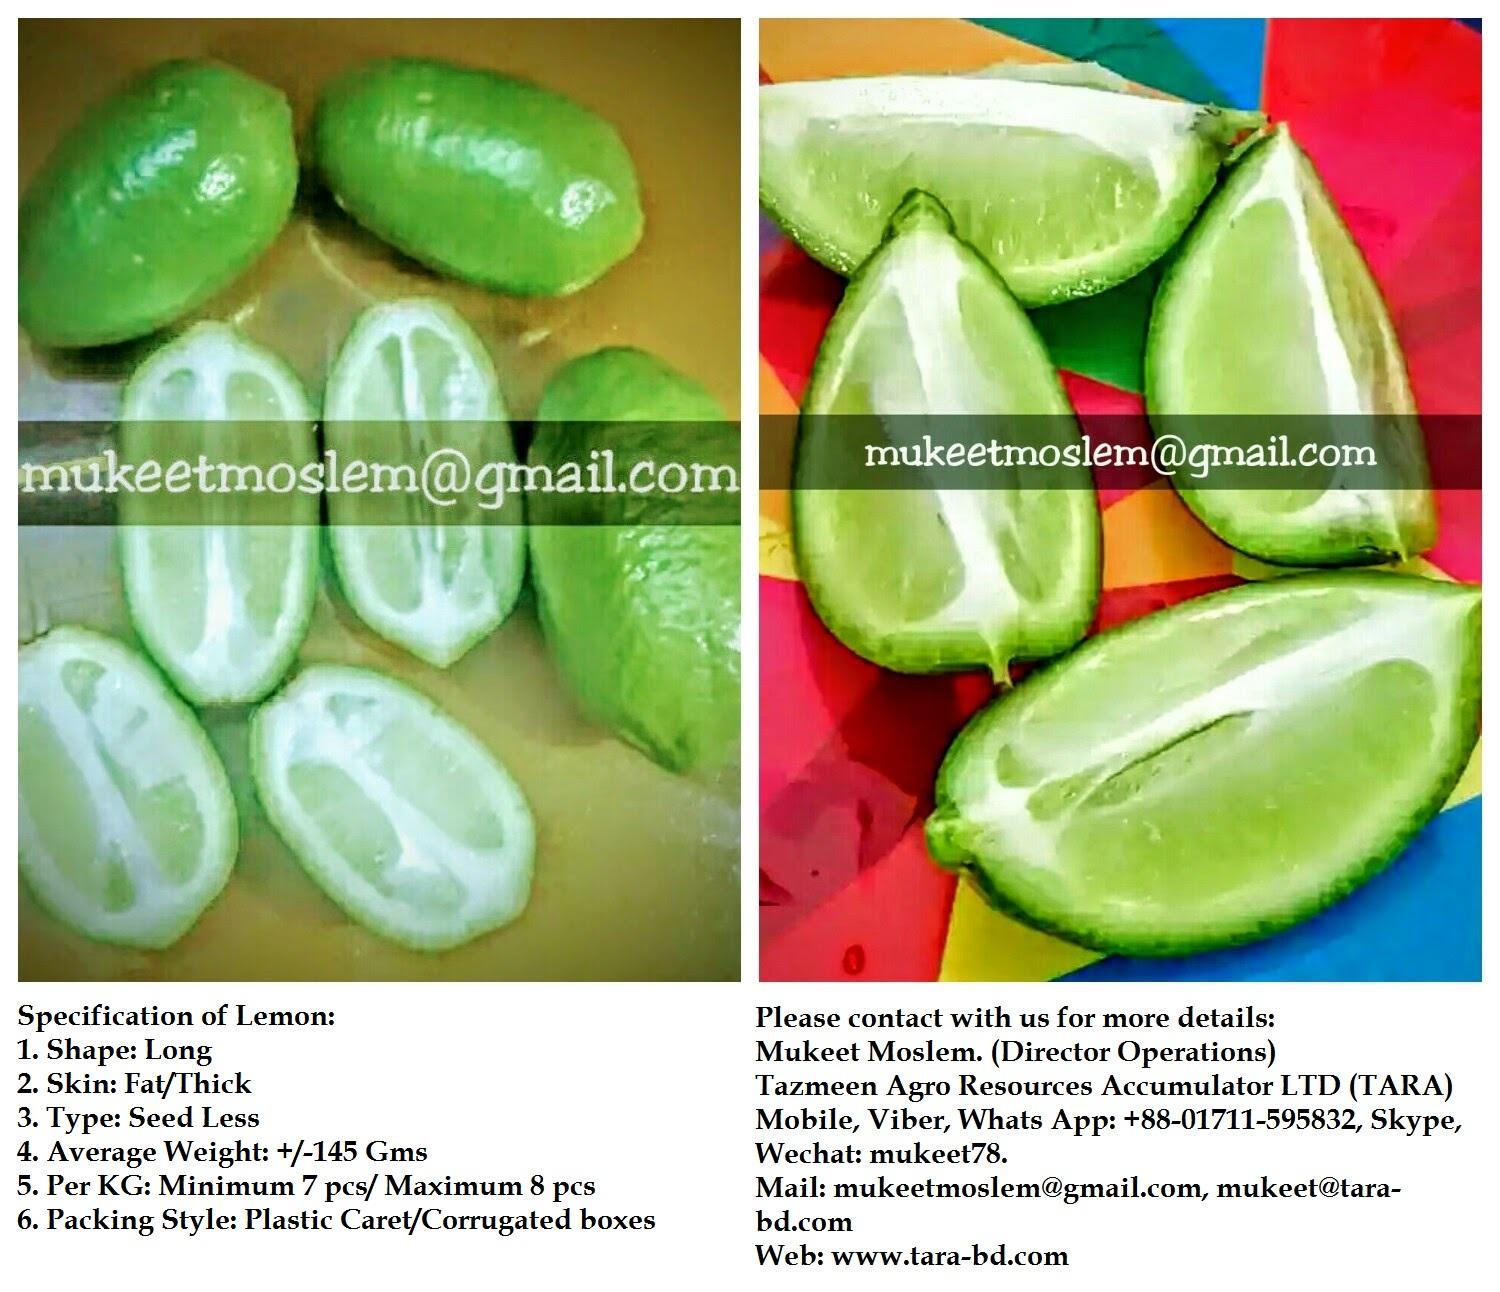 mukeetmoslem@gmail.com
mukeetmoslem@gmail.com
Specification of Lemon:
1. Shape: Long
2. Skin: Fat/Thick
3. Type: Seed Less
4. Average Weight: +/-145 Gms
5. Per KG: Minimum 7 pcs/ Maximum 8 pcs
6. Packing Style: Plastic Caret/Corrugated boxes
Please contact with us for more details:
Mukeet Moslem. (Director Operations)
Tazmeen Agro Resources Accumulator LTD (TARA)
Mobile, Viber, Whats App: +88-01711-595832, Skype,
Wechat: mukeet78.
Mail: mukeetmoslem@gmail.com, mukeet@tara-
bd.com
Web: www.tara-bd.com